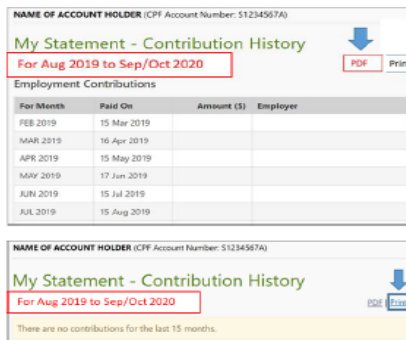 NAME OF ACCOUNT HOLDER (CPF Account Number: S1234567A)
My Statement - Contribution History
For Aug 2019 to Sep/Oct 2020
PDF Prin
Employment Contributions
For Month Paid On Amount ($) Employer
FEB 2019 15 Mar 2019
MAR 2019 16 Apr 2019
APR 2019 15 May 2019
MAY 2019 17 Jun 2019
JUN 2019 15 Jul 2019
JUL 2019 15 Aug 2019
NAME OF ACCOUNT HOLDER (CPF Account Number: S1234567A)
My Statement - Contribution History
For Aug 2019 to Sep/Oct 2020
PDF | Print
There are no contributions for the last 15 months.